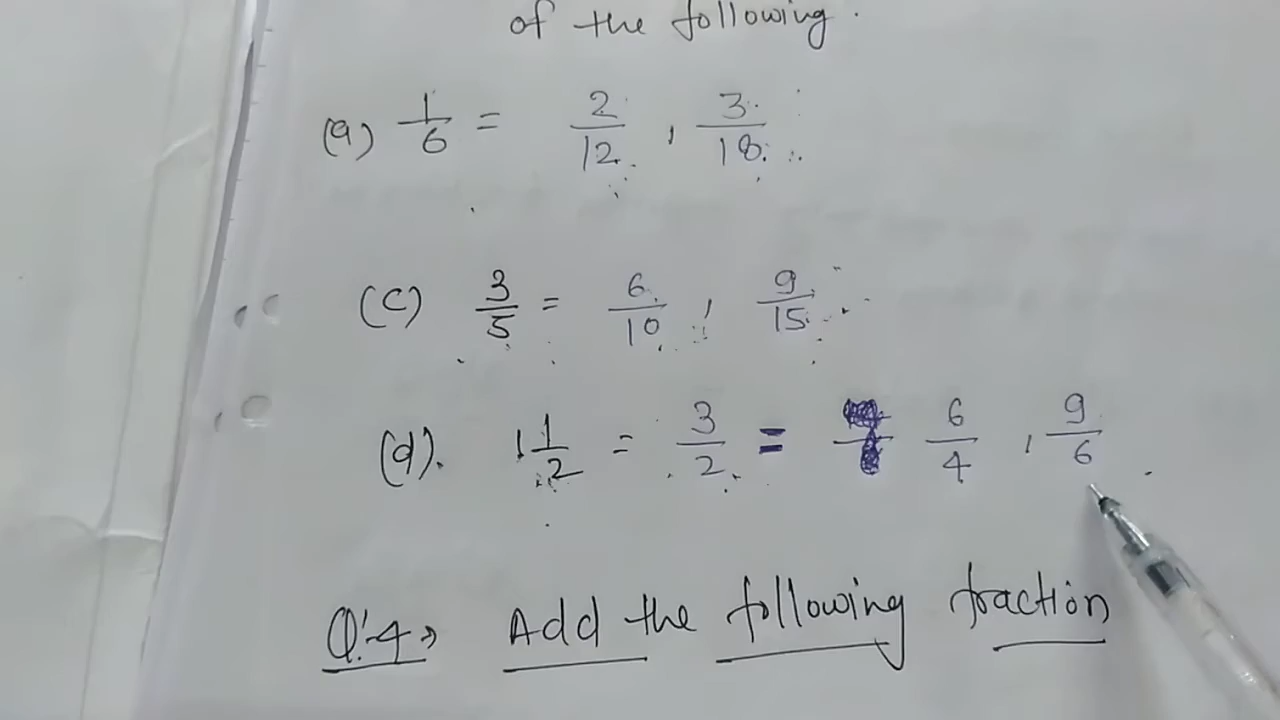 of the following.
(a) 1/6 = 2/12, 3/18
(c) 3/5 = 6/10, 9/15
(d). 1 1/2 = 3/2 = 6/4, 9/6
Q.4⇒ Add the following fraction